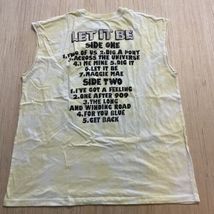 LET IT BE
SIDE ONE
1.TWO OF US 2.DIG A PONY
3.ACROSS THE UNIVERSE
4.I ME MINE 5.DIG IT
6.LET IT BE
7.MAGGIE MAE
SIDE TWO
1.I'VE GOT A FEELING
2.ONE AFTER 909
3.THE LONG
AND WINDING ROAD
4.FOR YOU BLUE
5.GET BACK